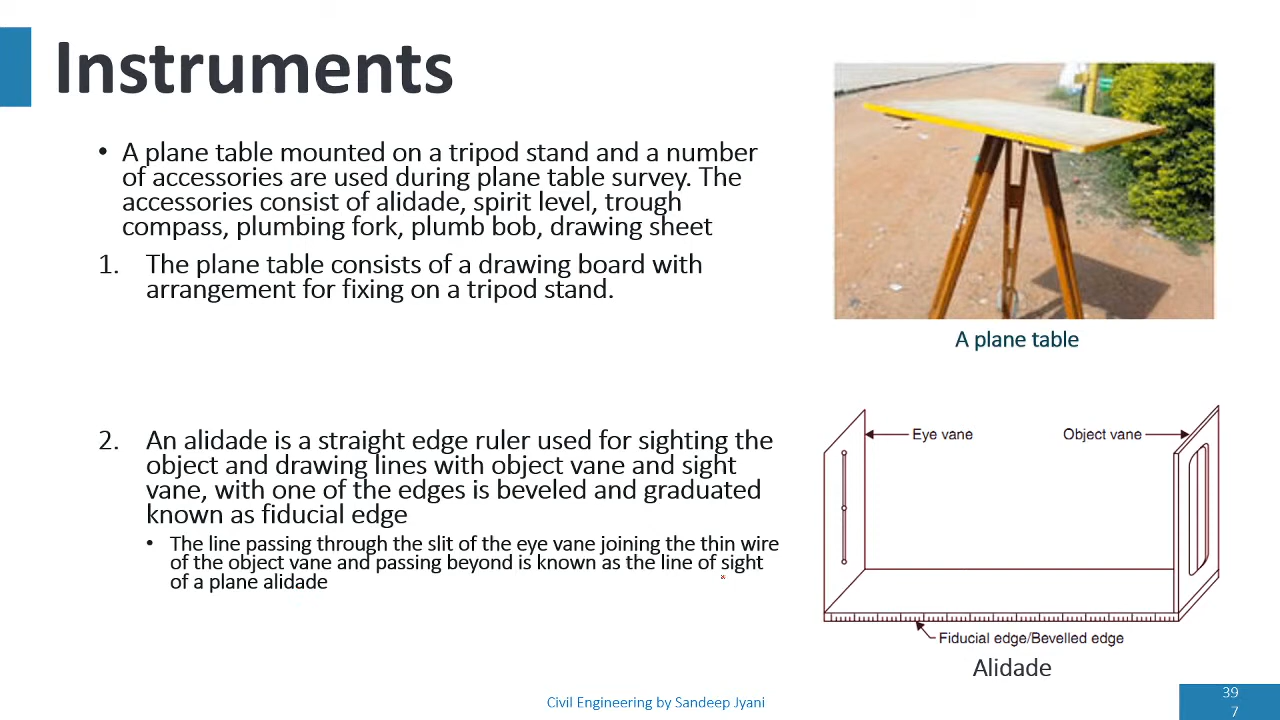 Instruments
• A plane table mounted on a tripod stand and a number
of accessories are used during plane table survey. The
accessories consist of alidade, spirit level, trough
compass, plumbing fork, plumb bob, drawing sheet
1. The plane table consists of a drawing board with
arrangement for fixing on a tripod stand.
A plane table
2. An alidade is a straight edge ruler used for sighting the
object and drawing lines with object vane and sight
vane, with one of the edges is beveled and graduated
known as fiducial edge
• The line passing through the slit of the eye vane joining the thin wire
of the object vane and passing beyond is known as the line of sight
of a plane alidade
Eye vane
Object vane
Fiducial edge/Bevelled edge
Alidade
Civil Engineering by Sandeep Jyani
39
7